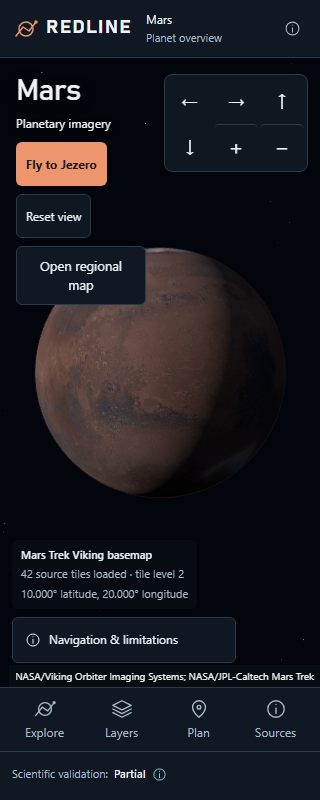 REDLINE
Mars
Planet overview
Mars
Planetary imagery
Fly to Jezero
Reset view
Open regional
map
← → ↑
↓ + −
Mars Trek Viking basemap
42 source tiles loaded · tile level 2
10.000° latitude, 20.000° longitude
Navigation & limitations
NASA/Viking Orbiter Imaging Systems; NASA/JPL-Caltech Mars Trek
Explore
Layers
Plan
Sources
Scientific validation: Partial